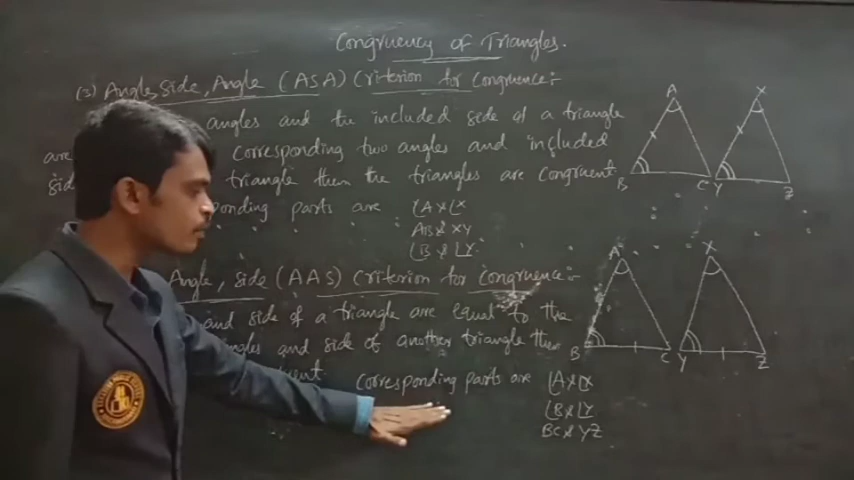 Congruency of Triangles.
(3) Angle, Side, Angle (ASA) Criterion for Congruence:-
angles and the included side of a triangle
are corresponding two angles and included
sid triangle them the triangles are congruent
ponding parts are ∠A & ∠X
AB & XY
∠B & ∠Y
Angle, side (AAS) Criterion for Congruence:-
and side of a triangle are equal to the
ngles and side of another triangle then
uent corresponding parts are ∠A & ∠X
∠B & ∠Y
BC & YZ
A X
B C Y Z
A X
B C Y Z